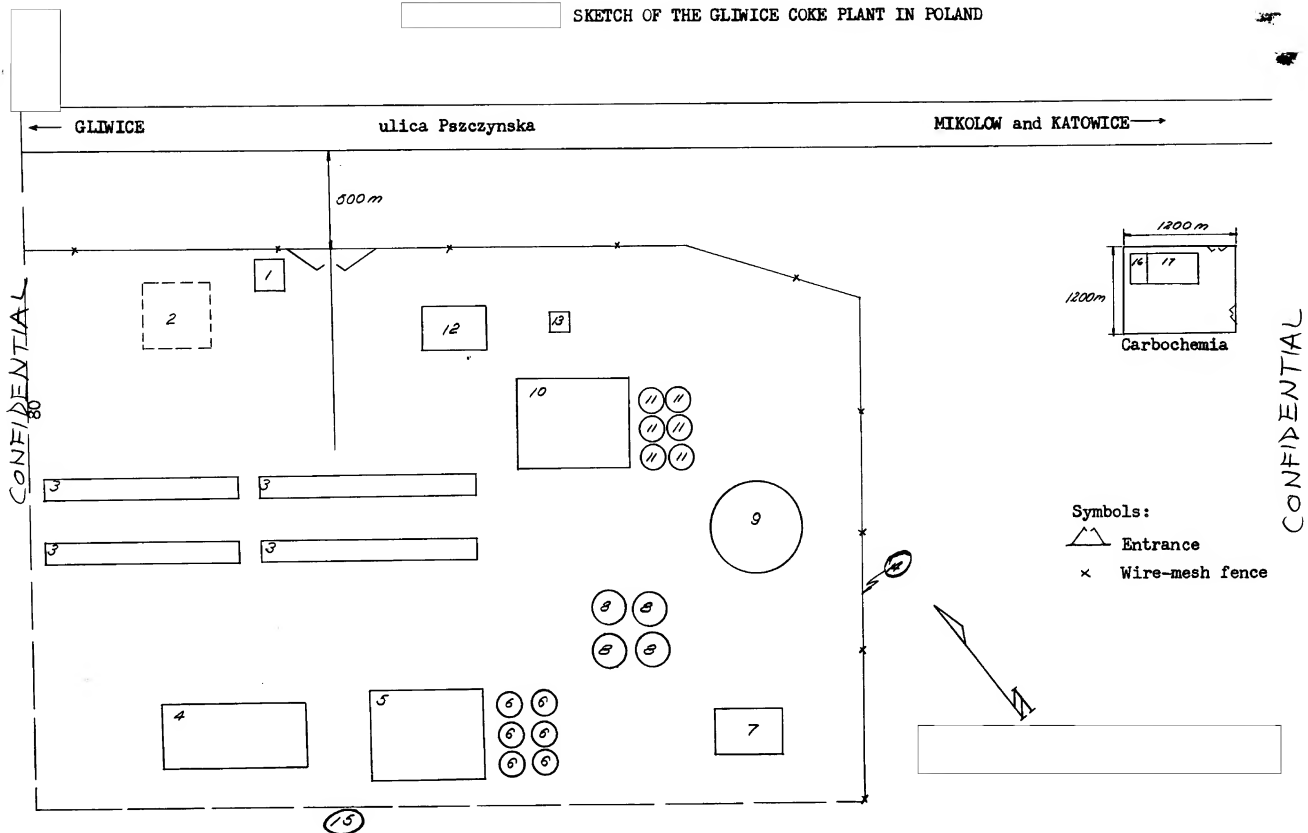 SKETCH OF THE GLIWICE COKE PLANT IN POLAND
← GLIWICE ulica Pszczynska MIKOLOW and KATOWICE →
500 m
1200 m
1 16 17
2 1200 m
12 13 Carbochemia
CONFIDENTIAL
80
CONFIDENTIAL
10 11 11
11 11
11 11
3 3
9 Symbols:
Entrance
3 3
x Wire-mesh fence
8 8
8 8
4 5 6 6
7 6 6
6 6
15
N